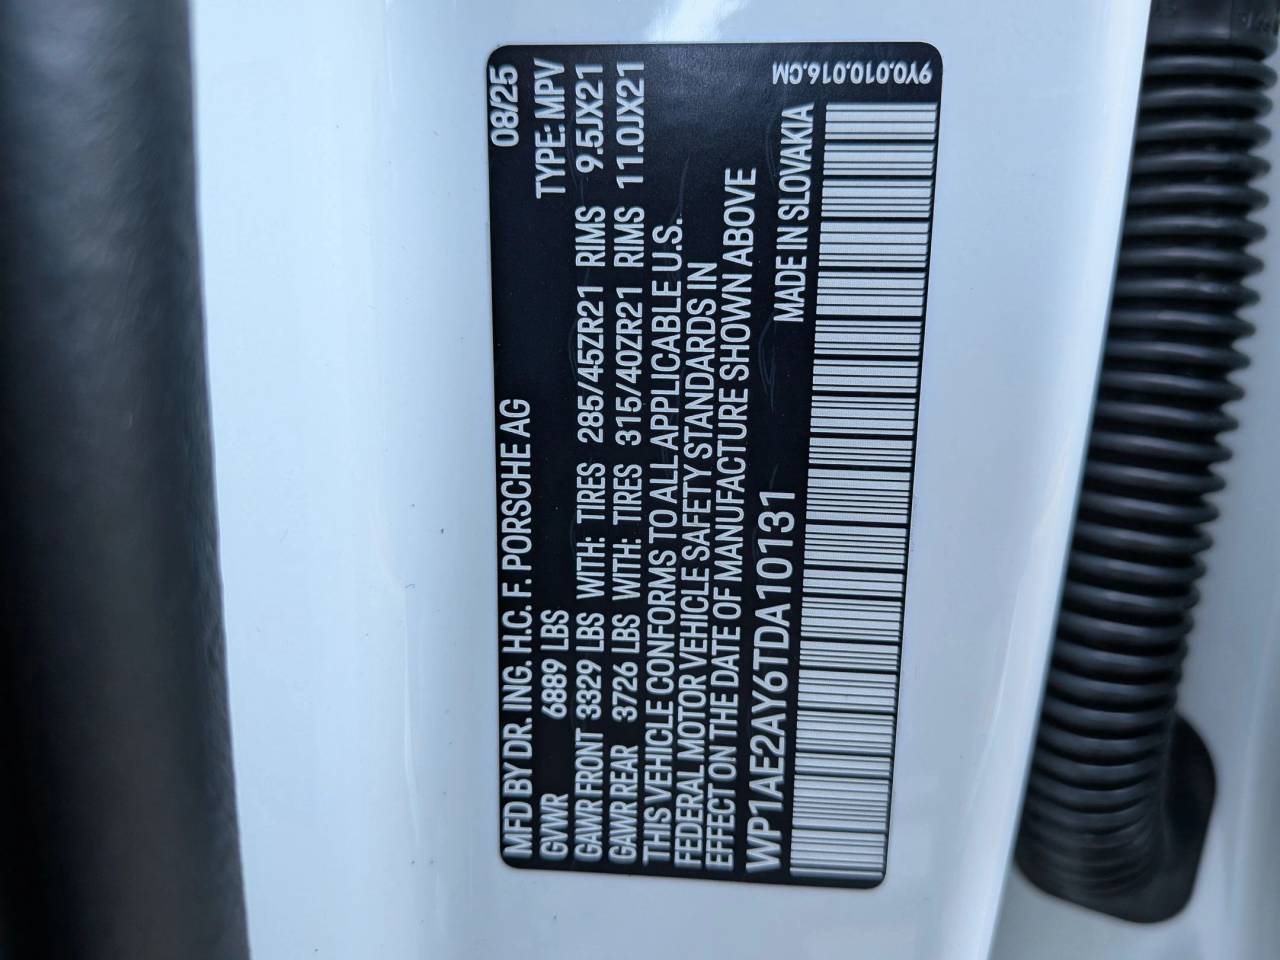 MFD BY DR. ING. H.C. F. PORSCHE AG 08/25
GVWR 6889 LBS TYPE: MPV
GAWR FRONT 3329 LBS WITH: TIRES 285/45ZR21 RIMS 9.5JX21
GAWR REAR 3726 LBS WITH: TIRES 315/40ZR21 RIMS 11.0JX21
THIS VEHICLE CONFORMS TO ALL APPLICABLE U.S.
FEDERAL MOTOR VEHICLE SAFETY STANDARDS IN
EFFECT ON THE DATE OF MANUFACTURE SHOWN ABOVE
WP1AE2AY6TDA10131 MADE IN SLOVAKIA
9Y0.010.016.CM